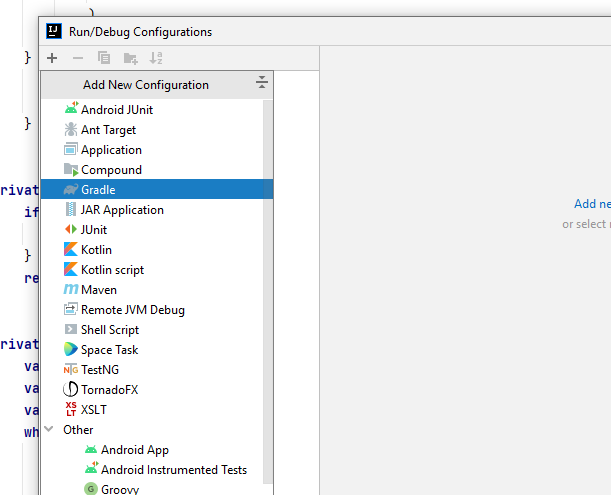 )
IJ Run/Debug Configurations
}
Add New Configuration
Android JUnit
}
Ant Target
Application
Compound
rivat
Gradle
Add ne
if
JAR Application
or select
JUnit
}
Kotlin
re
Kotlin script
Maven
Remote JVM Debug
Shell Script
rivat
Space Task
va
TestNG
va
TornadoFX
va
XSLT
wh
Other
Android App
Android Instrumented Tests
Groovy